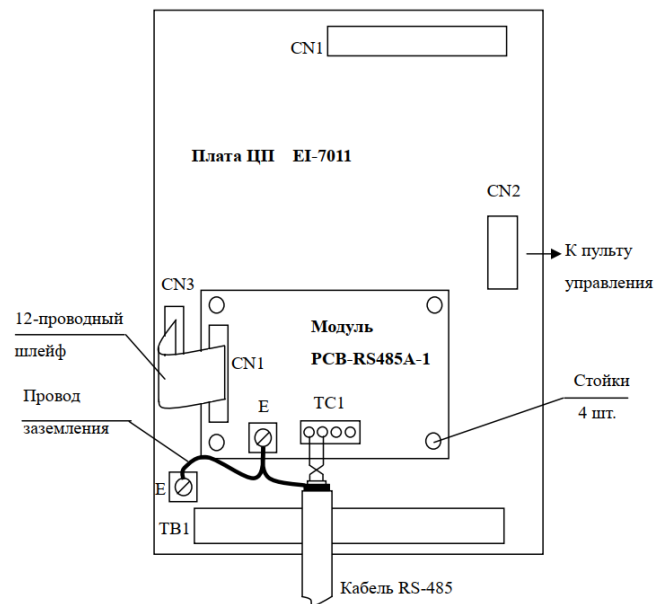 CN1
Плата ЦП EI-7011
CN2
К пульту
управления
CN3
12-проводный
шлейф
Модуль
PCB-RS485A-1
CN1
Провод
заземления
E
TC1
Стойки
4 шт.
E
TB1
Кабель RS-485